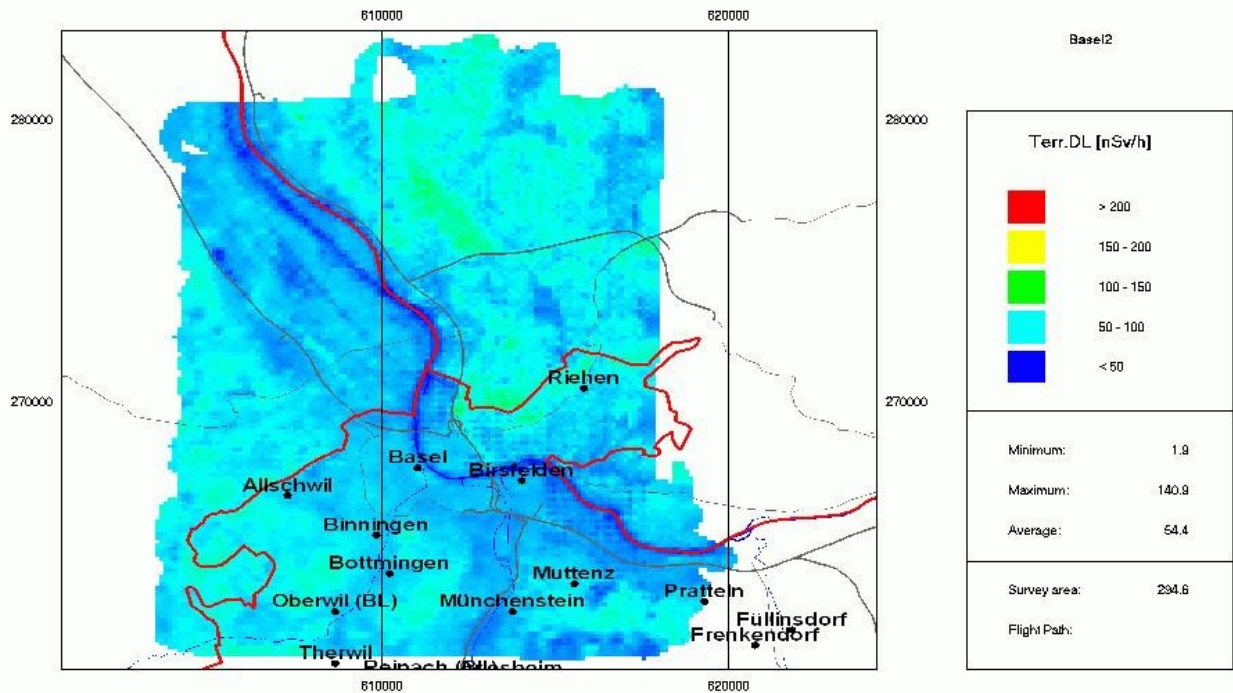 610000
620000
Basel2
280000
280000
Terr.DL [nSv/h]
> 200
150 - 200
100 - 150
50 - 100
< 50
270000
270000
Riehen
Basel
Birsfelden
Allschwil
Binningen
Bottmingen
Muttenz
Oberwil (BL)
Münchenstein
Pratteln
Füllinsdorf
Frenkendorf
Therwil
Minimum: 1.9
Maximum: 140.9
Average: 54.4
Survey area: 294.6
Flight Path:
610000
620000